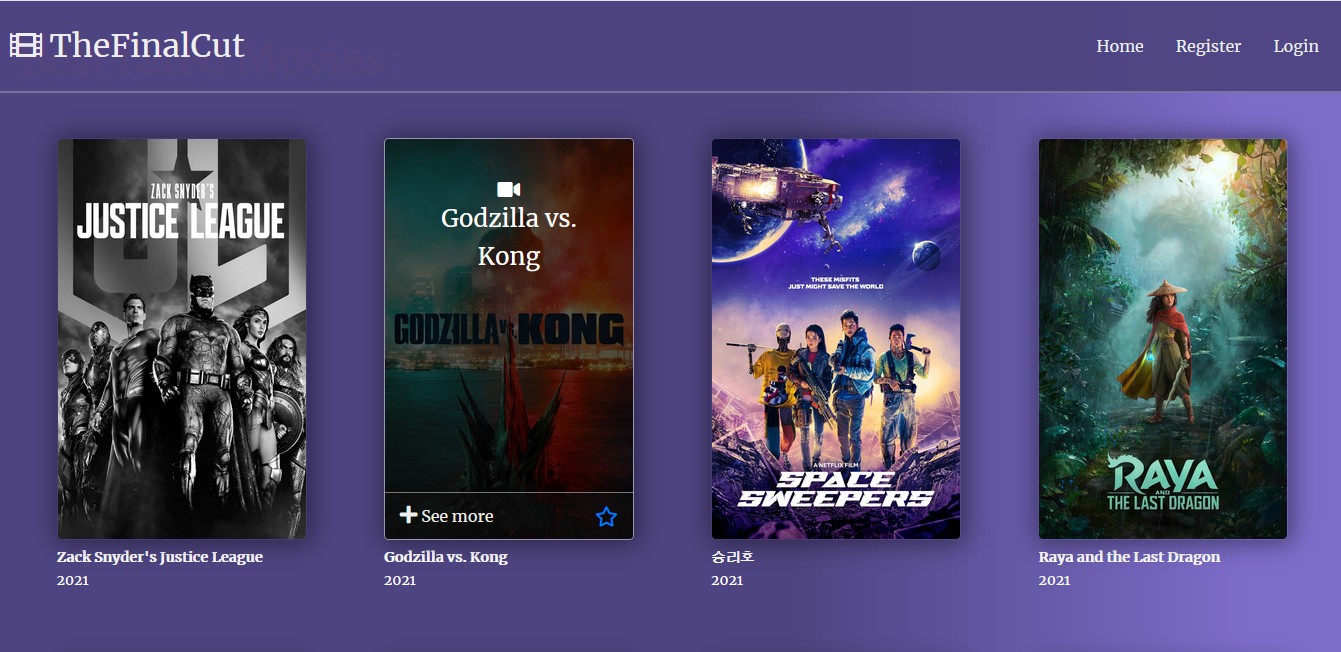 TheFinalCut
Home Register Login
ZACK SNYDER'S
JUSTICE LEAGUE
Zack Snyder's Justice League
2021
Godzilla vs.
Kong
GODZILLA VS. KONG
See more
Godzilla vs. Kong
2021
THESE MISFITS
JUST MIGHT SAVE THE WORLD
A NETFLIX FILM
SPACE
SWEEPERS
승리호
2021
RAYA
AND
THE LAST DRAGON
Raya and the Last Dragon
2021